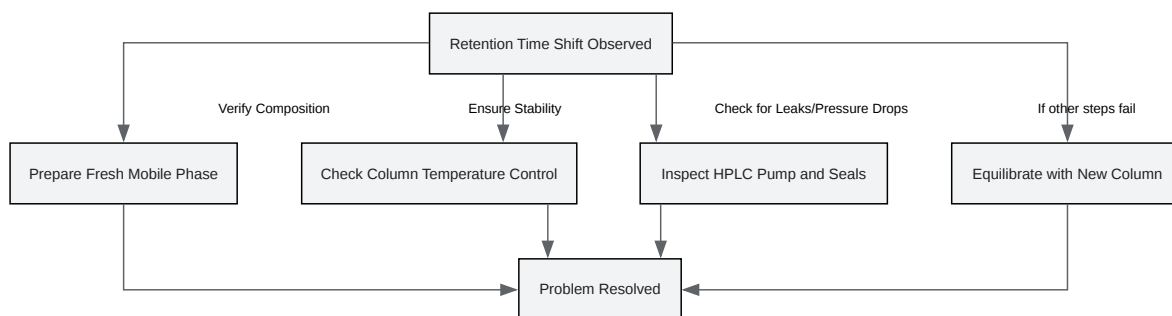 Retention Time Shift Observed
Verify Composition
Ensure Stability
Check for Leaks/Pressure Drops
If other steps fail
Prepare Fresh Mobile Phase
Check Column Temperature Control
Inspect HPLC Pump and Seals
Equilibrate with New Column
Problem Resolved